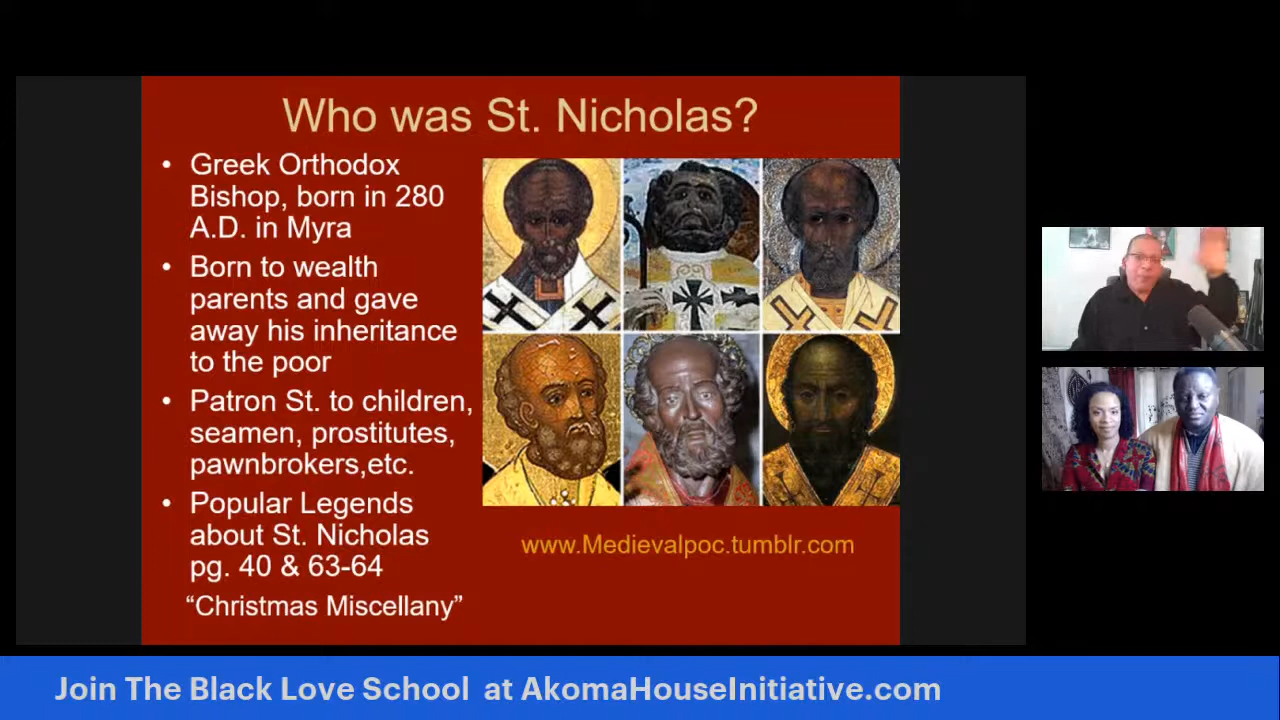 Who was St. Nicholas?
• Greek Orthodox
Bishop, born in 280
A.D. in Myra
• Born to wealth
parents and gave
away his inheritance
to the poor
• Patron St. to children,
seamen, prostitutes,
pawnbrokers,etc.
• Popular Legends
about St. Nicholas
pg. 40 & 63-64
“Christmas Miscellany”
www.Medievalpoc.tumblr.com
Join The Black Love School at AkomaHouseInitiative.com